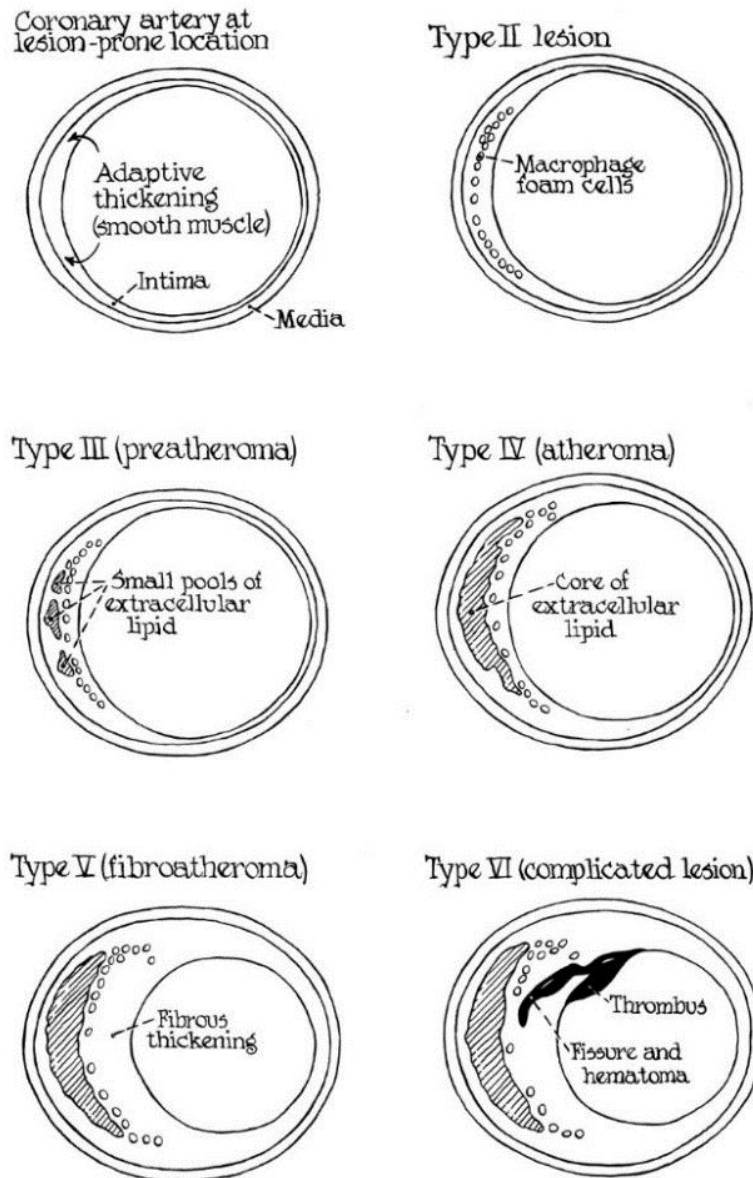 Coronary artery at
lesion-prone location
Adaptive
thickening
(smooth muscle)
Intima
Media
Type II lesion
Macrophage
foam cells
Type III (preatheroma)
Small pools of
extracellular
lipid
Type IV (atheroma)
Core of
extracellular
lipid
Type V (fibroatheroma)
Fibrous
thickening
Type VI (complicated lesion)
Thrombus
Fissure and
hematoma